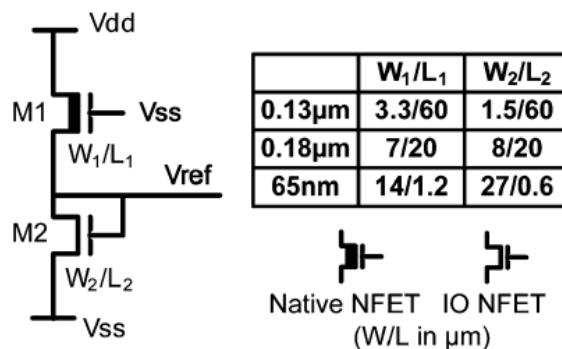 Vdd
M1
Vss
W₁/L₁
Vref
M2
W₂/L₂
Vss
W₁/L₁ W₂/L₂
0.13µm 3.3/60 1.5/60
0.18µm 7/20 8/20
65nm 14/1.2 27/0.6
Native NFET IO NFET
(W/L in µm)